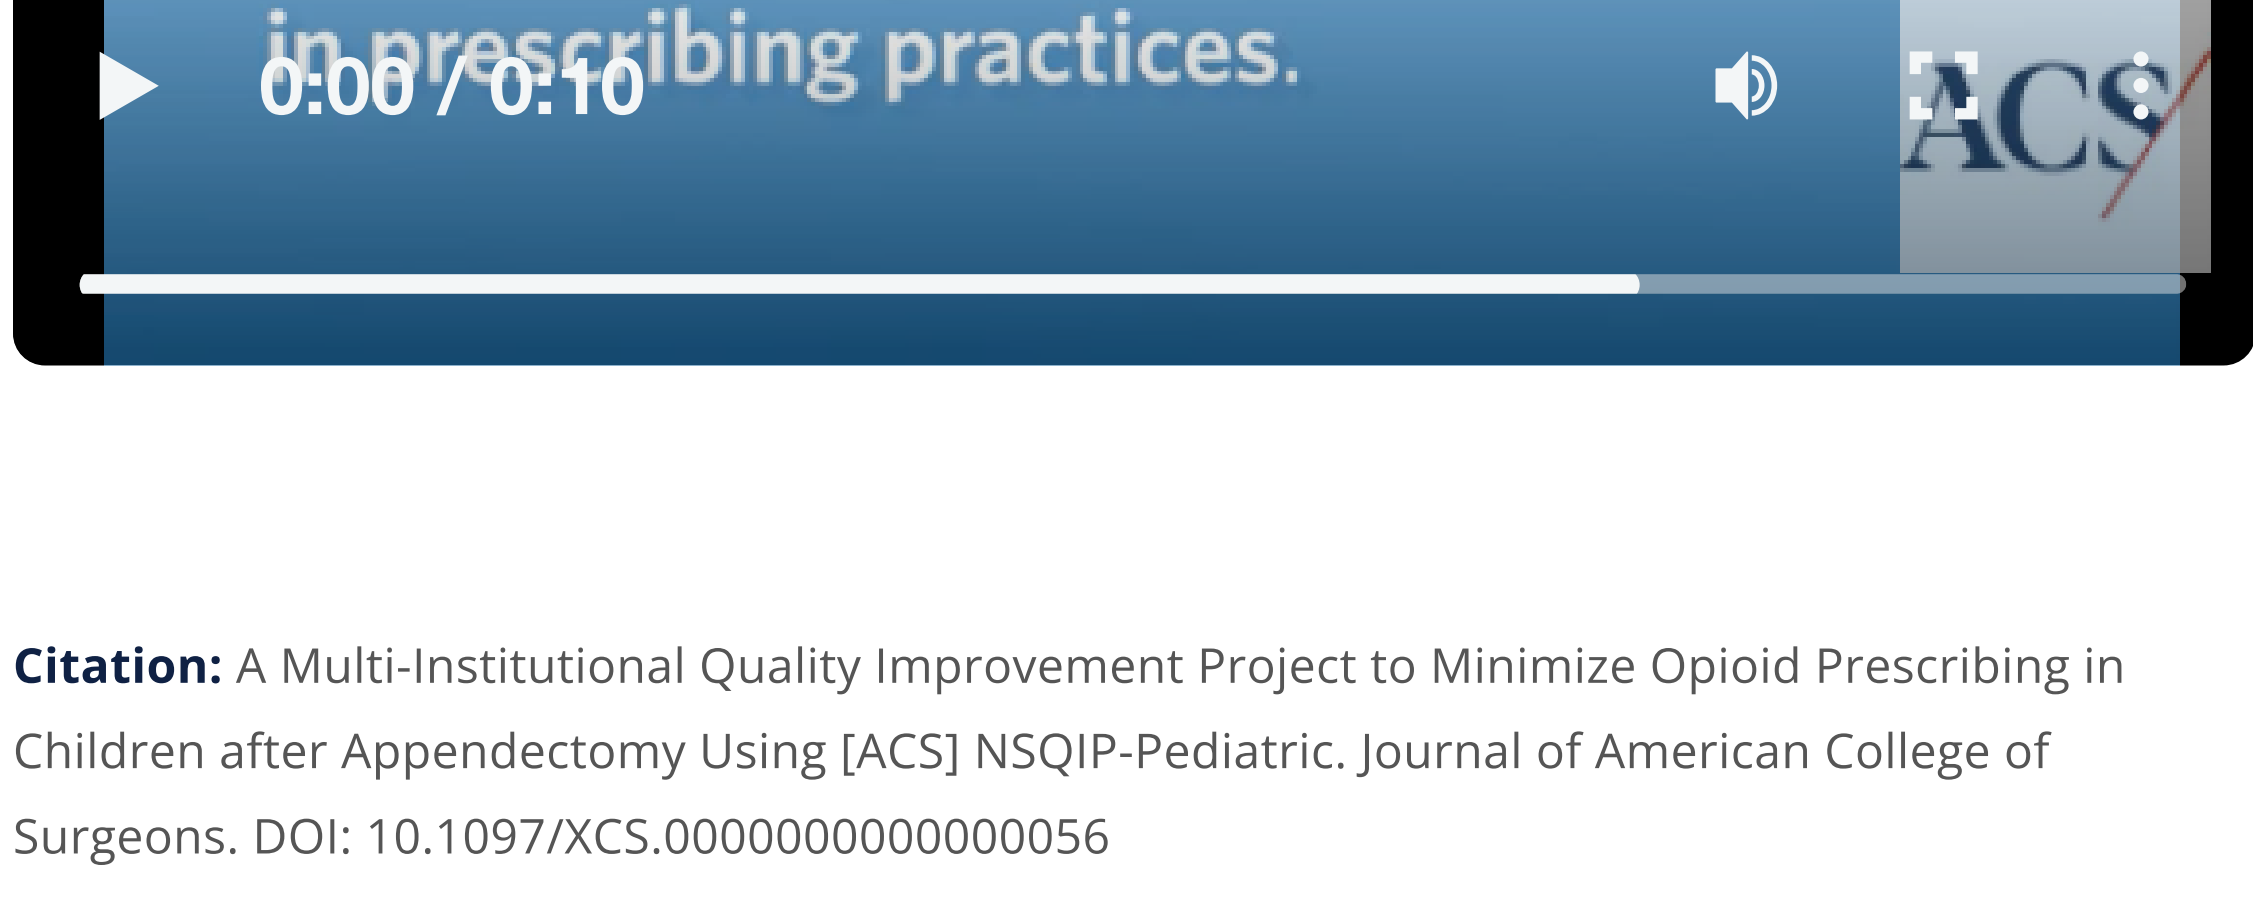 in prescribing practices.
0:00 / 0:10
ACS
Citation: A Multi-Institutional Quality Improvement Project to Minimize Opioid Prescribing in
Children after Appendectomy Using [ACS] NSQIP-Pediatric. Journal of American College of
Surgeons. DOI: 10.1097/XCS.0000000000000056